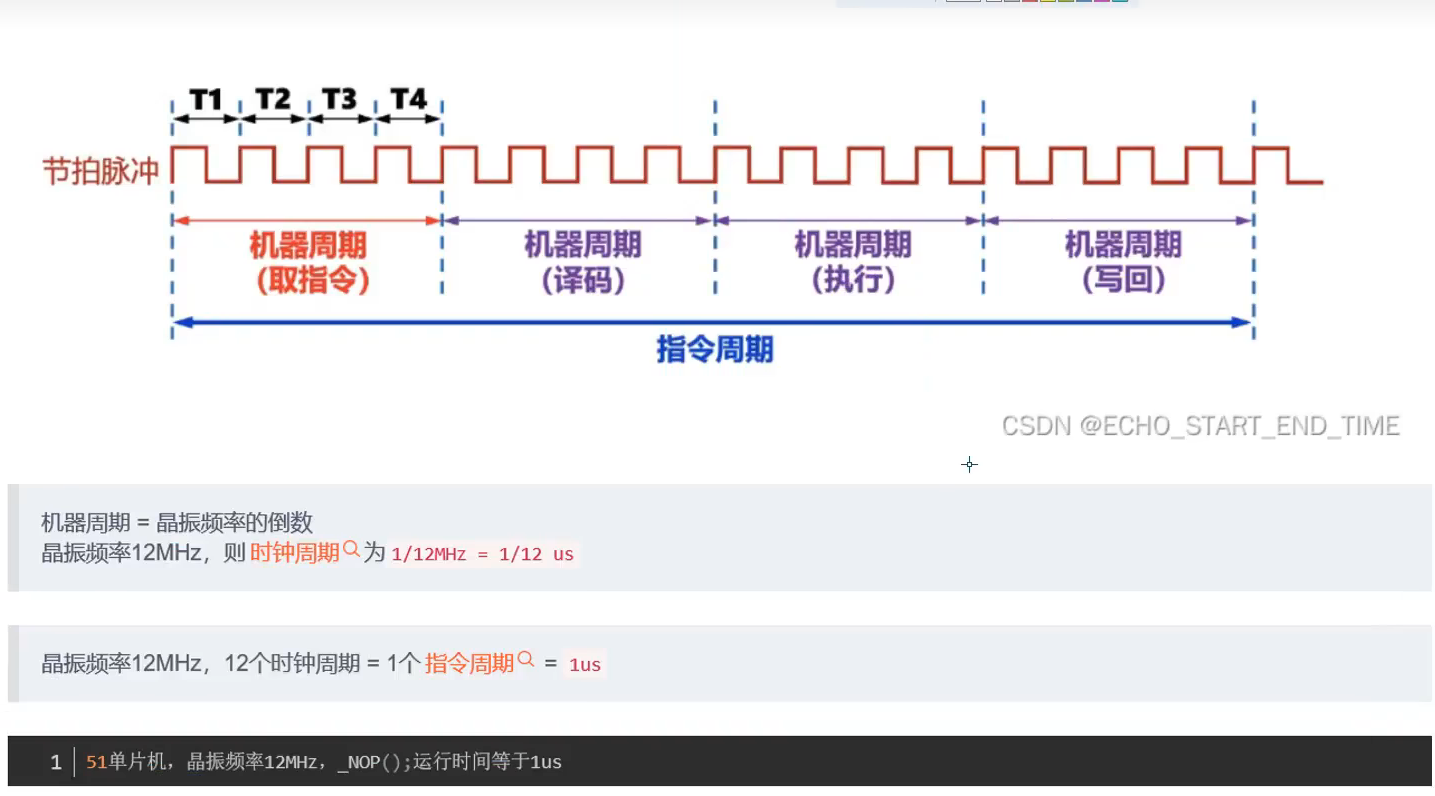 T1 T2 T3 T4
节拍脉冲
机器周期 机器周期 机器周期 机器周期
(取指令) (译码) (执行) (写回)
指令周期
CSDN @ECHO_START_END_TIME
机器周期 = 晶振频率的倒数
晶振频率12MHz，则 时钟周期 为 1/12MHz = 1/12 us
晶振频率12MHz，12个时钟周期 = 1个 指令周期 = 1us
1 51单片机，晶振频率12MHz，_NOP();运行时间等于1us